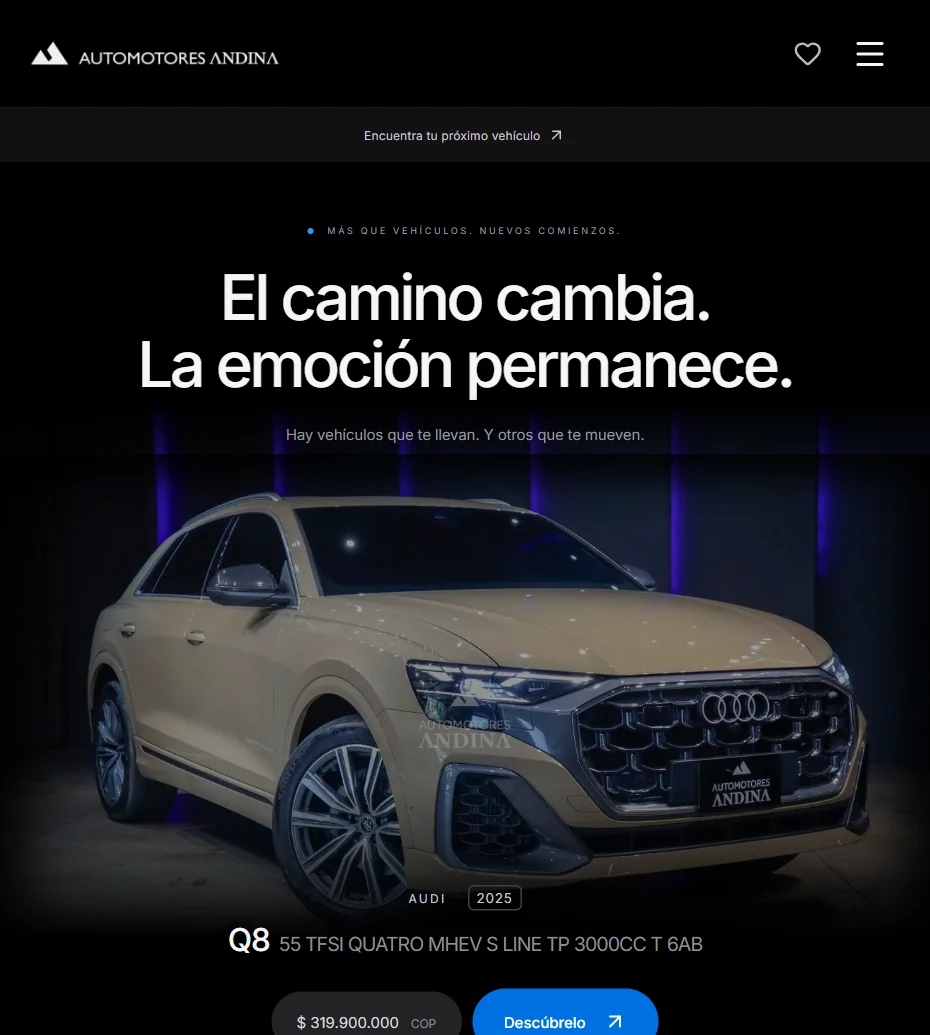 AUTOMOTORES ANDINA
Encuentra tu próximo vehículo
MÁS QUE VEHÍCULOS. NUEVOS COMIENZOS.
El camino cambia.
La emoción permanece.
Hay vehículos que te llevan. Y otros que te mueven.
AUTOMOTORES
ANDINA
AUTOMOTORES
ANDINA
AUDI 2025
Q8 55 TFSI QUATRO MHEV S LINE TP 3000CC T 6AB
$ 319.900.000 COP Descúbrelo